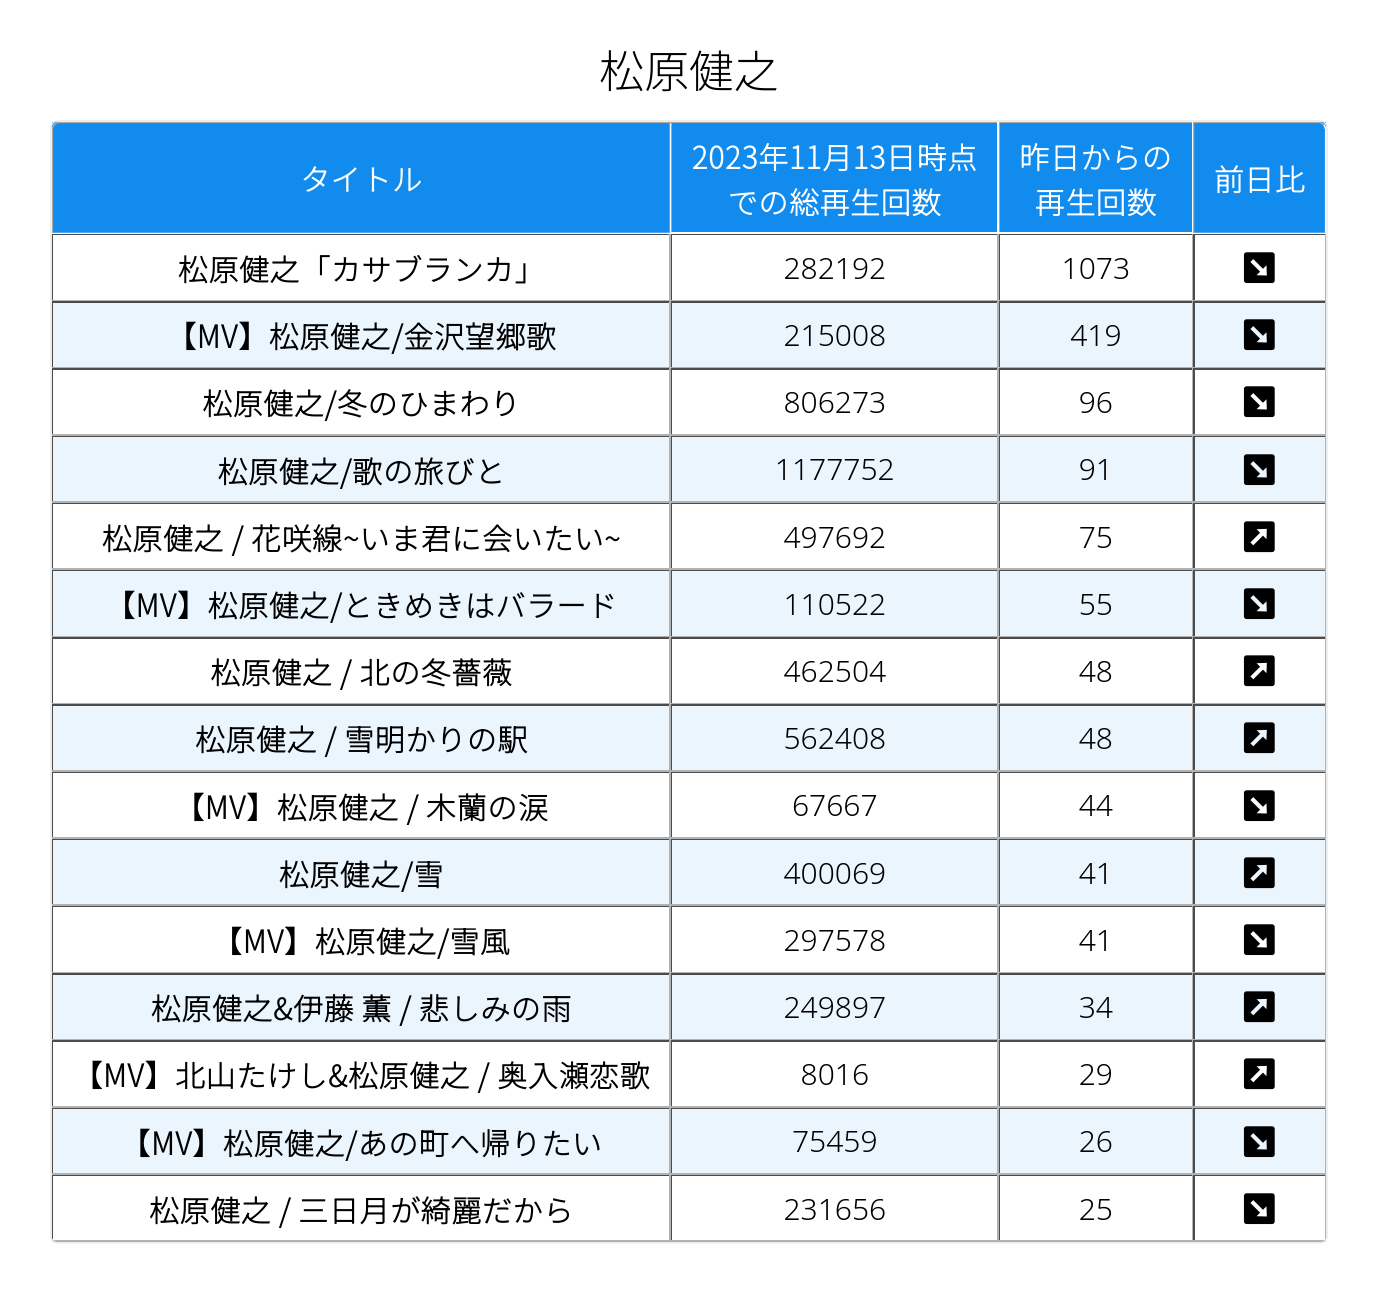 松原健之
タイトル 2023年11月13日時点での総再生回数 昨日からの再生回数 前日比
松原健之「カサブランカ」 282192 1073 ↘
【MV】松原健之/金沢望郷歌 215008 419 ↘
松原健之/冬のひまわり 806273 96 ↘
松原健之/歌の旅びと 1177752 91 ↘
松原健之 / 花咲線~いま君に会いたい~ 497692 75 ↗
【MV】松原健之/ときめきはバラード 110522 55 ↘
松原健之 / 北の冬薔薇 462504 48 ↗
松原健之 / 雪明かりの駅 562408 48 ↗
【MV】松原健之 / 木蘭の涙 67667 44 ↘
松原健之/雪 400069 41 ↗
【MV】松原健之/雪風 297578 41 ↘
松原健之&伊藤 薫 / 悲しみの雨 249897 34 ↗
【MV】北山たけし&松原健之 / 奥入瀬恋歌 8016 29 ↗
【MV】松原健之/あの町へ帰りたい 75459 26 ↘
松原健之 / 三日月が綺麗だから 231656 25 ↘